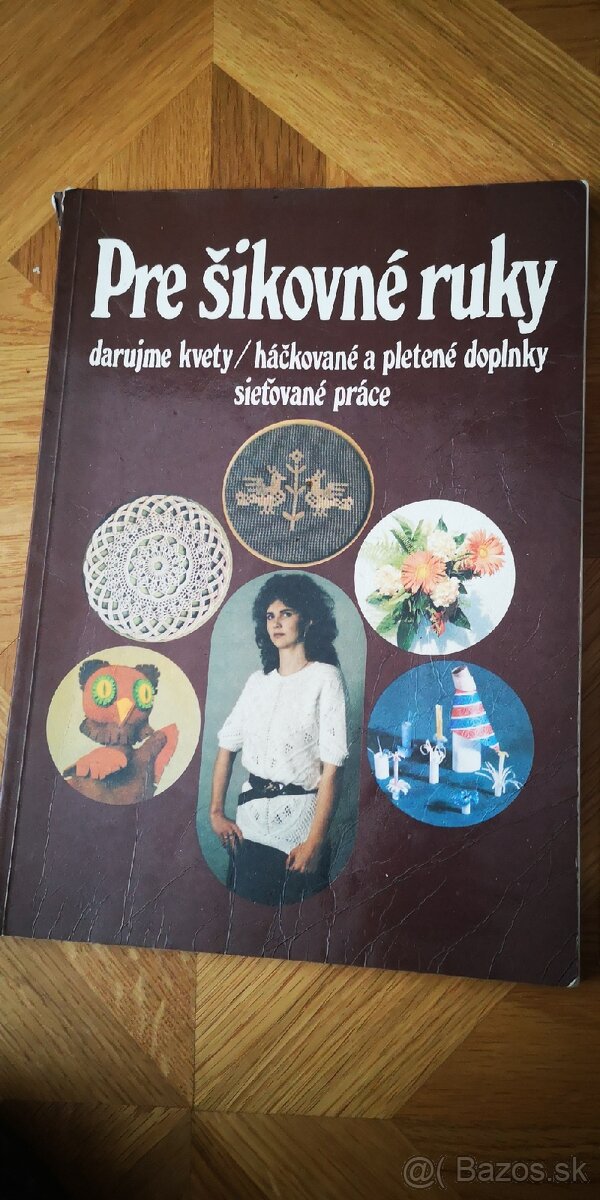 Pre šikovné ruky
darujme kvety / háčkované a pletené doplnky
sieťované práce
@( Bazos.sk